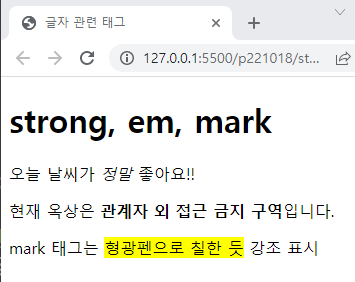 글자 관련 태그
127.0.0.1:5500/p221018/st...
strong, em, mark
오늘 날씨가 정말 좋아요!!
현재 옥상은 관계자 외 접근 금지 구역입니다.
mark 태그는 형광펜으로 칠한 듯 강조 표시